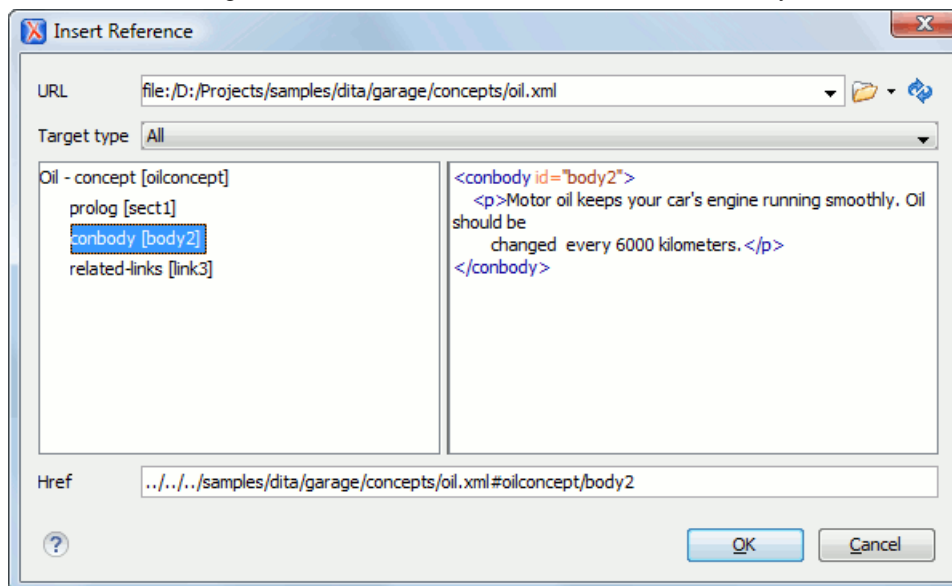 Insert Reference
URL file:/D:/Projects/samples/dita/garage/concepts/oil.xml
Target type All
Oil - concept [oilconcept]
prolog [sect1]
conbody [body2]
related-links [link3]
<conbody id="body2">
<p>Motor oil keeps your car's engine running smoothly. Oil
should be
changed every 6000 kilometers.</p>
</conbody>
Href ../../../samples/dita/garage/concepts/oil.xml#oilconcept/body2
?
OK Cancel